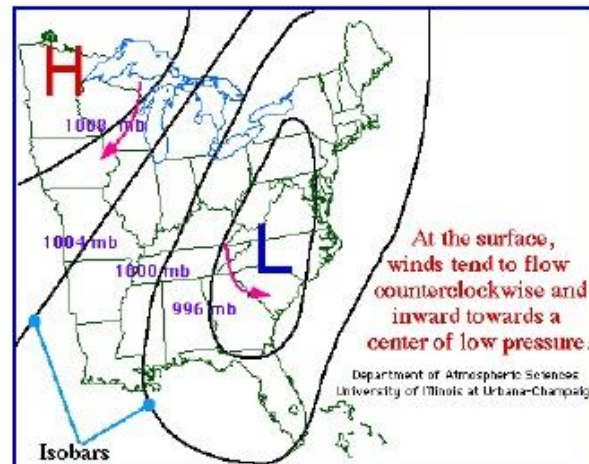 H
1008 mb
1004 mb
1000 mb
996 mb
L
At the surface,
winds tend to flow
counterclockwise and
inward towards a
center of low pressure.
Department of Atmospheric Sciences
University of Illinois at Urbana-Champaig
Isobars